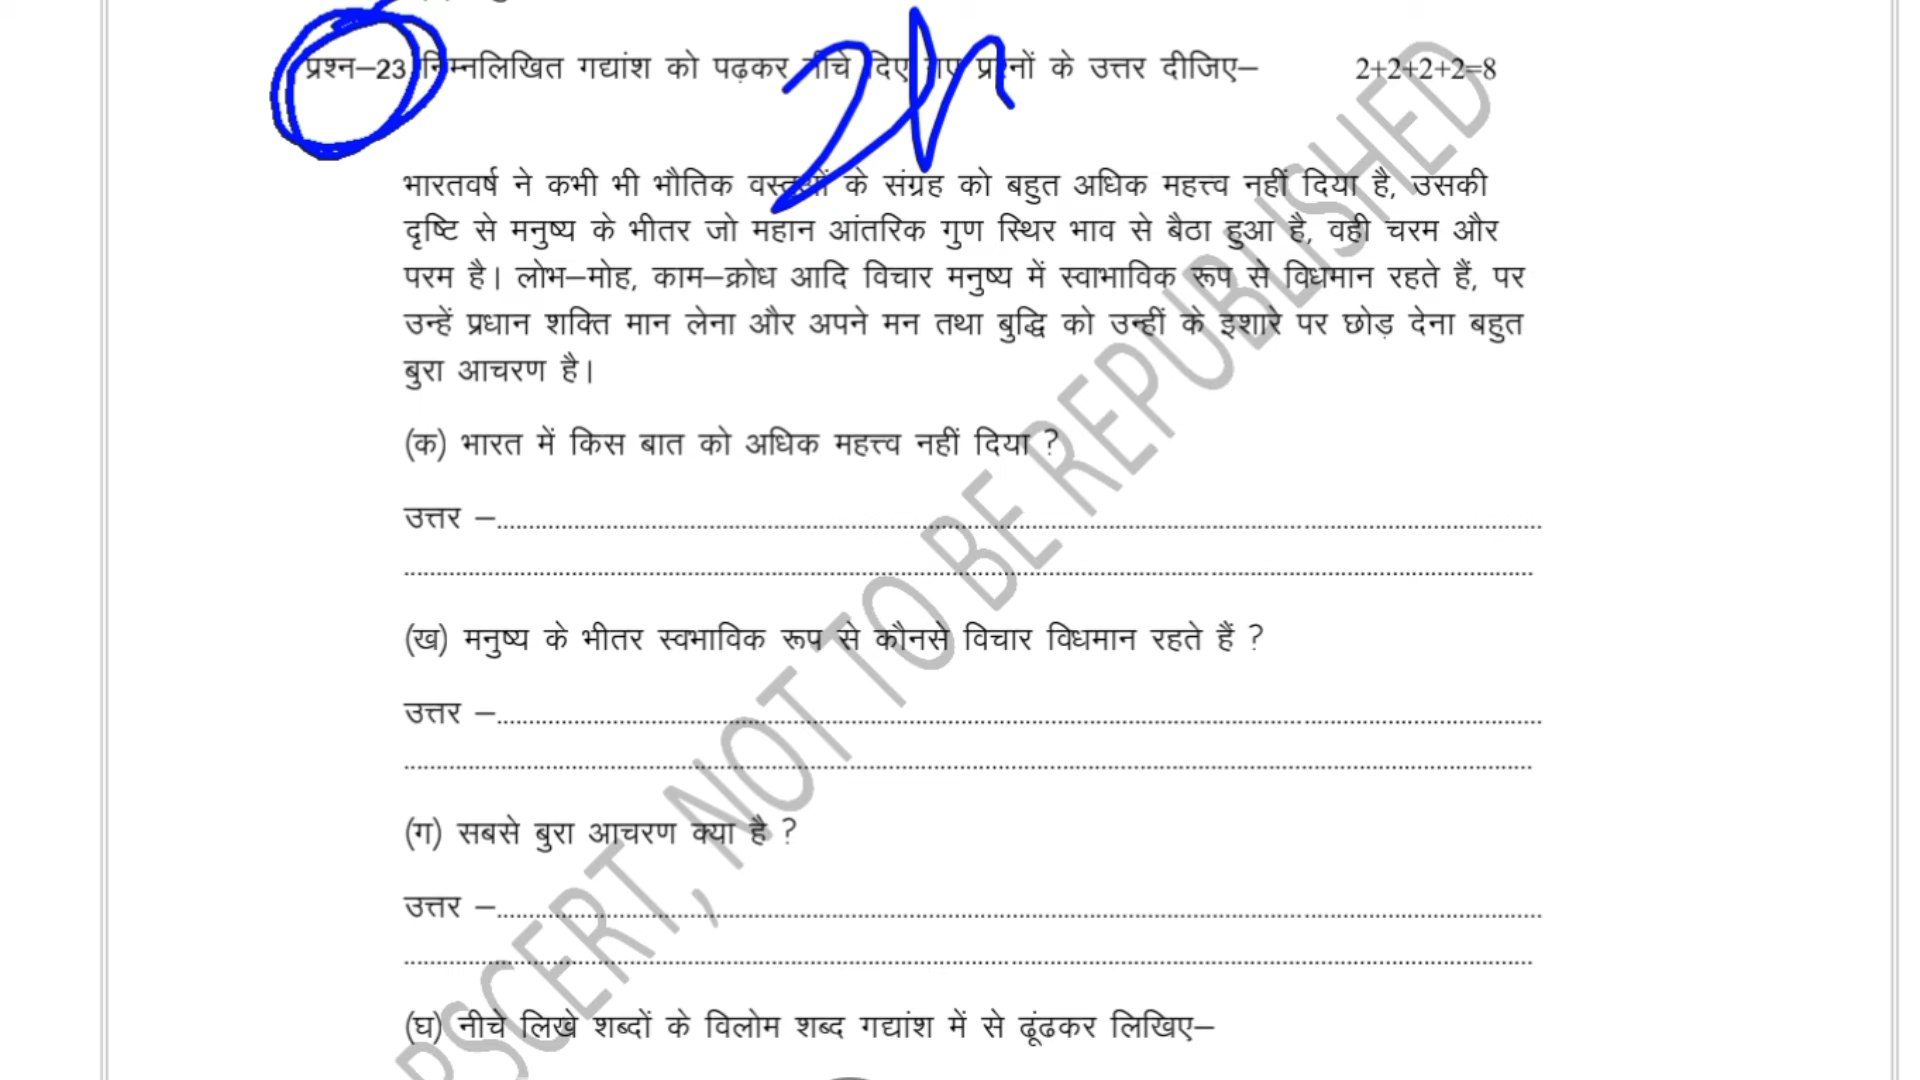 प्रश्न–23 निम्नलिखित गद्यांश को पढ़कर नीचे दिए गए प्रश्नों के उत्तर दीजिए– 2+2+2+2=8
भारतवर्ष ने कभी भी भौतिक वस्तुओं के संग्रह को बहुत अधिक महत्त्व नहीं दिया है, उसकी
दृष्टि से मनुष्य के भीतर जो महान आंतरिक गुण स्थिर भाव से बैठा हुआ है, वही चरम और
परम है। लोभ–मोह, काम–क्रोध आदि विचार मनुष्य में स्वाभाविक रूप से विधमान रहते हैं, पर
उन्हें प्रधान शक्ति मान लेना और अपने मन तथा बुद्धि को उन्हीं के इशारे पर छोड़ देना बहुत
बुरा आचरण है।
(क) भारत में किस बात को अधिक महत्त्व नहीं दिया ?
उत्तर –
(ख) मनुष्य के भीतर स्वभाविक रूप से कौनसे विचार विधमान रहते हैं ?
उत्तर –
(ग) सबसे बुरा आचरण क्या है ?
उत्तर –
(घ) नीचे लिखे शब्दों के विलोम शब्द गद्यांश में से ढूंढकर लिखिए–
PSCERT, NOT TO BE REPUBLISHED